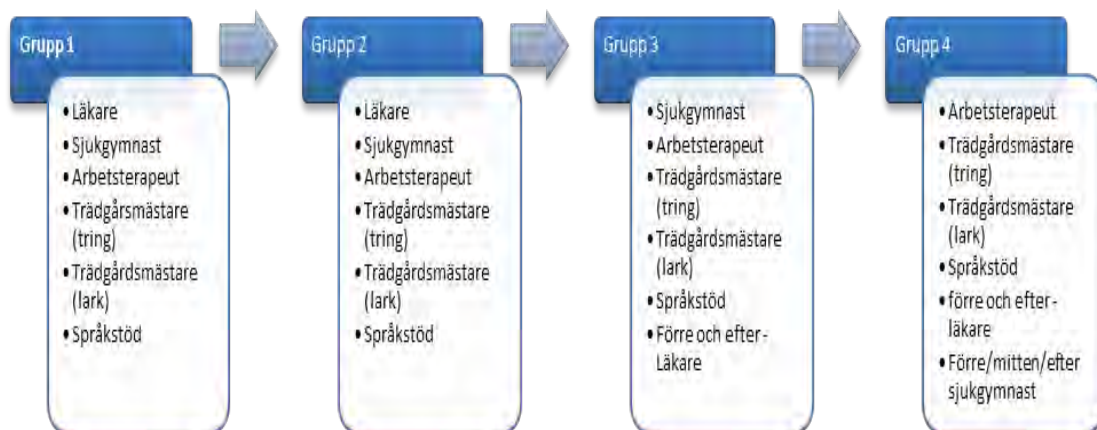 Grupp 1
• Läkare
• Sjukgymnast
• Arbetsterapeut
• Trädgårsmästare
(tring)
• Trädgårdsmästare
(lark)
• Språkstöd
Grupp 2
• Läkare
• Sjukgymnast
• Arbetsterapeut
• Trädgårdsmästare
(tring)
• Trädgårdsmästare
(lark)
• Språkstöd
Grupp 3
• Sjukgymnast
• Arbetsterapeut
• Trädgårdsmästare
(tring)
• Trädgårdsmästare
(lark)
• Språkstöd
• Förre och efter -
Läkare
Grupp 4
• Arbetsterapeut
• Trädgårdsmästare
(tring)
• Trädgårdsmästare
(lark)
• Språkstöd
• förre och efter -
läkare
• Förre/mitten/efter
sjukgymnast